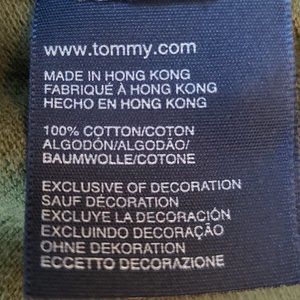 www.tommy.com
MADE IN HONG KONG
FABRIQUÉ À HONG KONG
HECHO EN HONG KONG
100% COTTON/COTON
ALGODÓN/ALGODÃO/
BAUMWOLLE/COTONE
EXCLUSIVE OF DECORATION
SAUF DÉCORATION
EXCLUYE LA DECORACIÓN
EXCLUINDO DECORAÇÃO
OHNE DEKORATION
ECCETTO DECORAZIONE